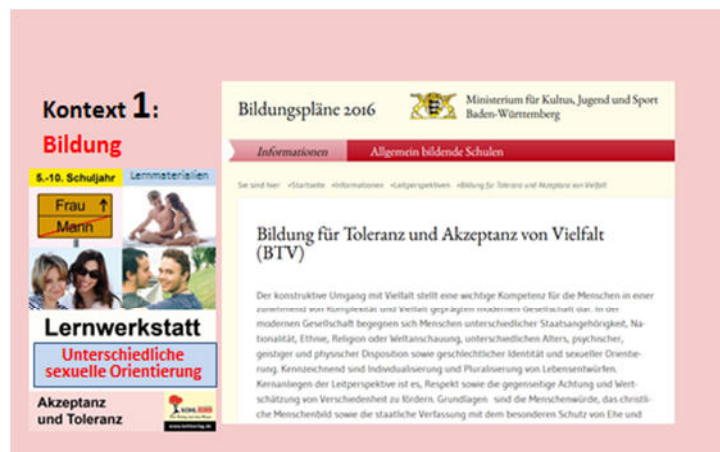 Kontext 1:
Bildung
5.-10. Schuljahr
Lernmaterialien
Frau ↑
Mann
Lernwerkstatt
Unterschiedliche
sexuelle Orientierung
Akzeptanz
und Toleranz
KOHL
Bildungspläne 2016
Ministerium für Kultus, Jugend und Sport
Baden-Württemberg
Informationen
Allgemein bildende Schulen
Sie sind hier: »Startseite »Informationen »Leitperspektiven »Bildung für Toleranz und Akzeptanz von Vielfalt
Bildung für Toleranz und Akzeptanz von Vielfalt
(BTV)
Der konstruktive Umgang mit Vielfalt stellt eine wichtige Kompetenz für die Menschen in einer
zunehmend von Komplexität und Vielfalt geprägten modernen Gesellschaft dar. In der
modernen Gesellschaft begegnen sich Menschen unterschiedlicher Staatsangehörigkeit, Na-
tionalität, Ethnie, Religion oder Weltanschauung, unterschiedlichen Alters, psychischer,
geistiger und physischer Disposition sowie geschlechtlicher Identität und sexueller Orientie-
rung. Kennzeichnend sind Individualisierung und Pluralisierung von Lebensentwürfen.
Kernanliegen der Leitperspektive ist es, Respekt sowie die gegenseitige Achtung und Wert-
schätzung von Verschiedenheit zu fördern. Grundlagen sind die Menschenwürde, das christli-
che Menschenbild sowie die staatliche Verfassung mit dem besonderen Schutz von Ehe und